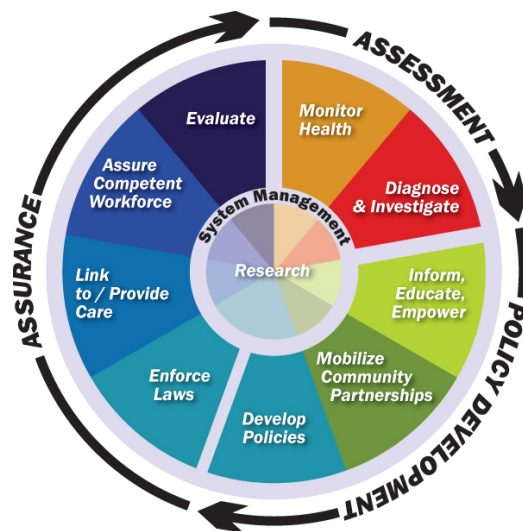 ASSESSMENT
Monitor
Health
Diagnose
& Investigate
POLICY DEVELOPMENT
Inform,
Educate,
Empower
Mobilize
Community
Partnerships
Develop
Policies
ASSURANCE
Enforce
Laws
Link
to / Provide
Care
Assure
Competent
Workforce
Evaluate
System Management
Research